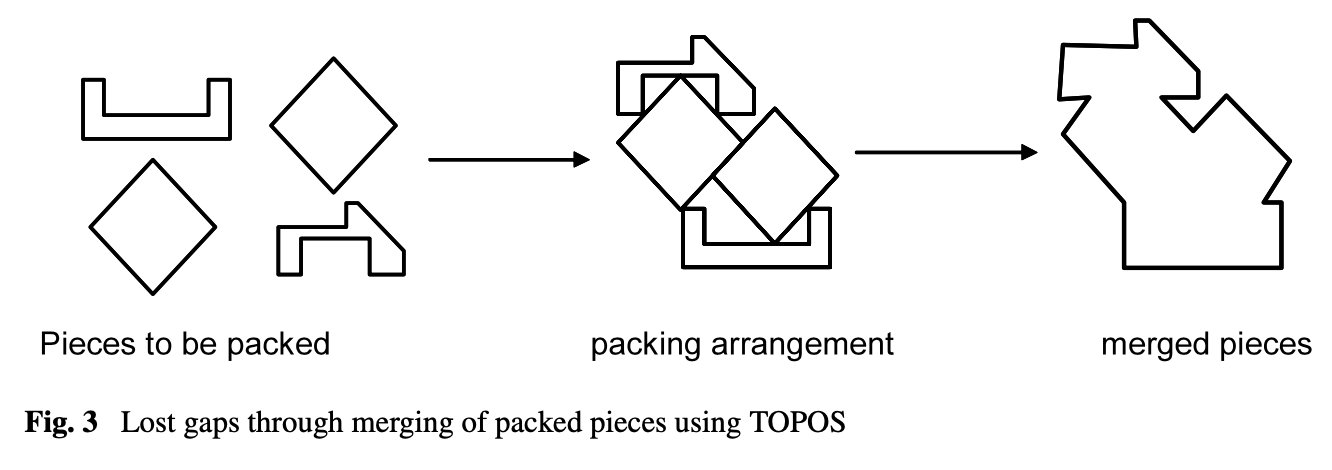 Pieces to be packed
packing arrangement
merged pieces
Fig. 3 Lost gaps through merging of packed pieces using TOPOS